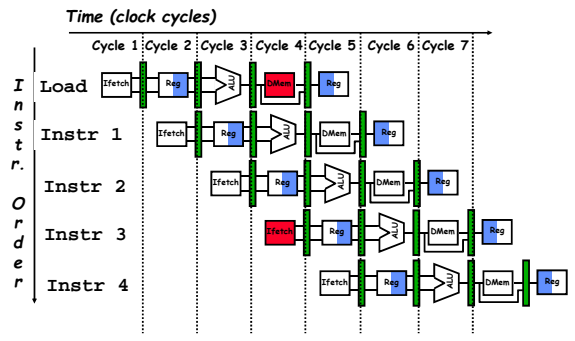 Time (clock cycles)
Cycle 1 Cycle 2 Cycle 3 Cycle 4 Cycle 5 Cycle 6 Cycle 7
Instr. Order
Load Ifetch Reg ALU DMem Reg
Instr 1 Ifetch Reg ALU DMem Reg
Instr 2 Ifetch Reg ALU DMem Reg
Instr 3 Ifetch Reg ALU DMem Reg
Instr 4 Ifetch Reg ALU DMem Reg